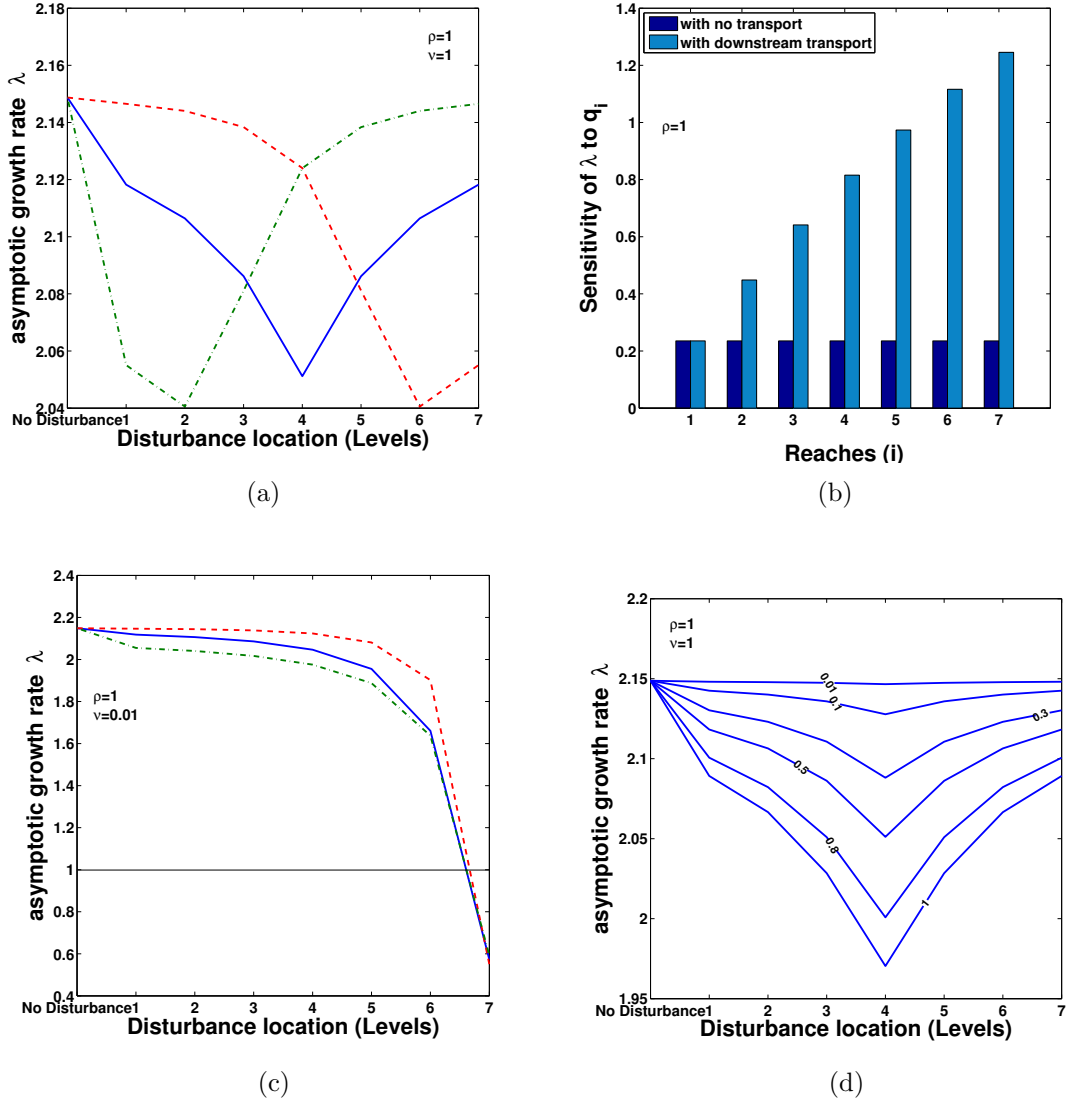 ρ=1
ν=1
2.16
2.14
2.12
2.1
2.08
2.06
2.04
asymptotic growth rate λ
No Disturbance 1 2 3 4 5 6 7
Disturbance location (Levels)
(a)
with no transport
with downstream transport
ρ=1
1.4
1.2
1
0.8
0.6
0.4
0.2
0
Sensitivity of λ to q_i
1 2 3 4 5 6 7
Reaches (i)
(b)
ρ=1
ν=0.01
2.4
2.2
2
1.8
1.6
1.4
1.2
1
0.8
0.6
0.4
asymptotic growth rate λ
No Disturbance 1 2 3 4 5 6 7
Disturbance location (Levels)
(c)
ρ=1
ν=1
2.2
2.15
2.1
2.05
2
1.95
asymptotic growth rate λ
0.01
0.1
0.3
0.5
0.8
1
No Disturbance 1 2 3 4 5 6 7
Disturbance location (Levels)
(d)